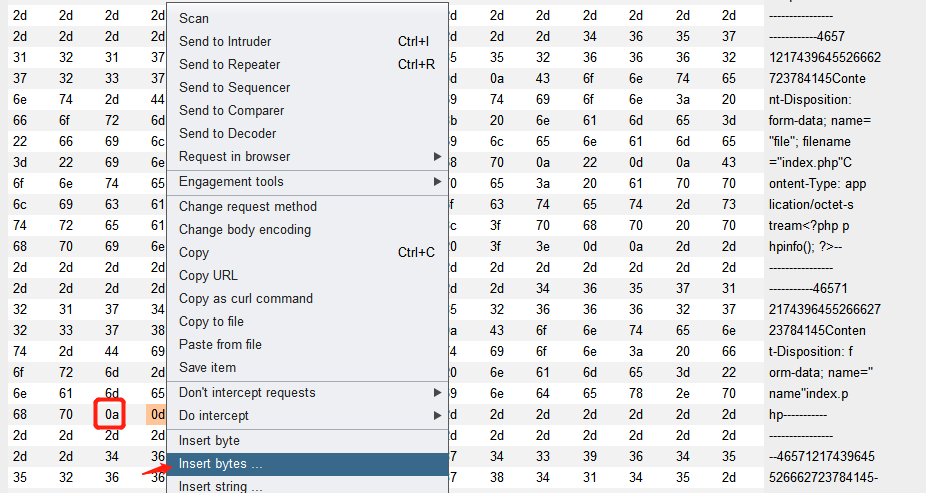 2d 2d 2d 2d
2d 2d 2d 2d
31 32 31 37
37 32 33 37
6e 74 2d 44
66 6f 72 6d
22 66 69 6c
3d 22 69 6e
6f 6e 74 65
6c 69 63 61
74 72 65 61
68 70 69 6e
2d 2d 2d 2d
2d 2d 2d 2d
32 31 37 34
32 33 37 38
74 2d 44 69
6f 72 6d 2d
6e 61 6d 65
68 70 0a 0d
2d 2d 2d 2d
2d 2d 34 36
35 32 36 36
Scan
Send to Intruder Ctrl+I
Send to Repeater Ctrl+R
Send to Sequencer
Send to Comparer
Send to Decoder
Request in browser
Engagement tools
Change request method
Change body encoding
Copy Ctrl+C
Copy URL
Copy as curl command
Copy to file
Paste from file
Save item
Don't intercept requests
Do intercept
Insert byte
Insert bytes ...
Insert string ...
2d 2d 2d 2d 2d 2d ----------------
2d 2d 34 36 35 37 ------------4657
35 32 36 36 36 32 1217439645526662
0a 43 6f 6e 74 65 723784145Conte
74 69 6f 6e 3a 20 nt-Disposition:
20 6e 61 6d 65 3d form-data; name=
6c 65 6e 61 6d 65 "file"; filename
70 0a 22 0d 0a 43 ="index.php"C
65 3a 20 61 70 70 ontent-Type: app
63 74 65 74 2d 73 lication/octet-s
3f 70 68 70 20 70 tream<?php p
3f 3e 0d 0a 2d 2d hpinfo(); ?>--
2d 2d 2d 2d 2d 2d ----------------
2d 34 36 35 37 31 -----------46571
32 36 36 36 32 37 2174396455266627
43 6f 6e 74 65 6e 23784145Conten
69 6f 6e 3a 20 66 t-Disposition: f
6e 61 6d 65 3d 22 orm-data; name="
6e 64 65 78 2e 70 name"index.p
2d 2d 2d 2d 2d 2d hp-----------
2d 2d 2d 2d 2d 2d ----------------
34 33 39 36 34 35 --46571217439645
38 34 31 34 35 2d 526662723784145-